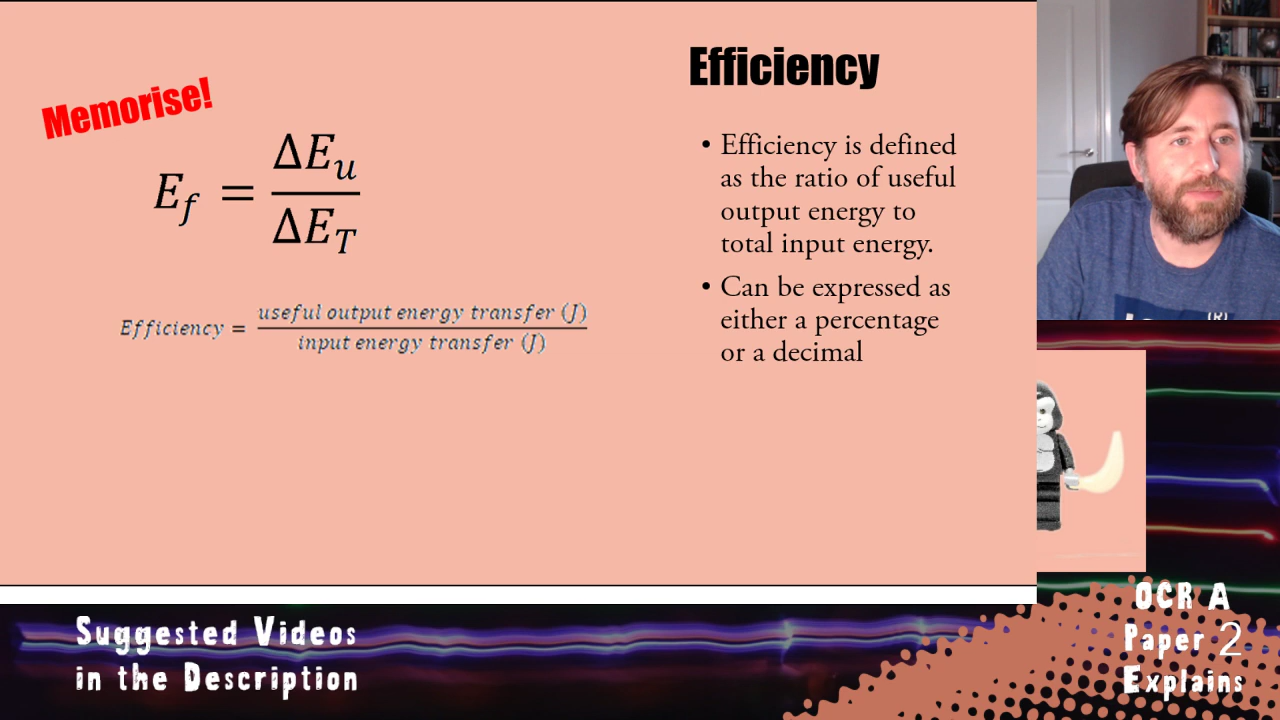 Efficiency
Memorise!
E_f = ΔE_u / ΔE_T
Efficiency = useful output energy transfer (J) / input energy transfer (J)
• Efficiency is defined
as the ratio of useful
output energy to
total input energy.
• Can be expressed as
either a percentage
or a decimal
Suggested Videos
in the Description
OCR A
Paper 2
Explains